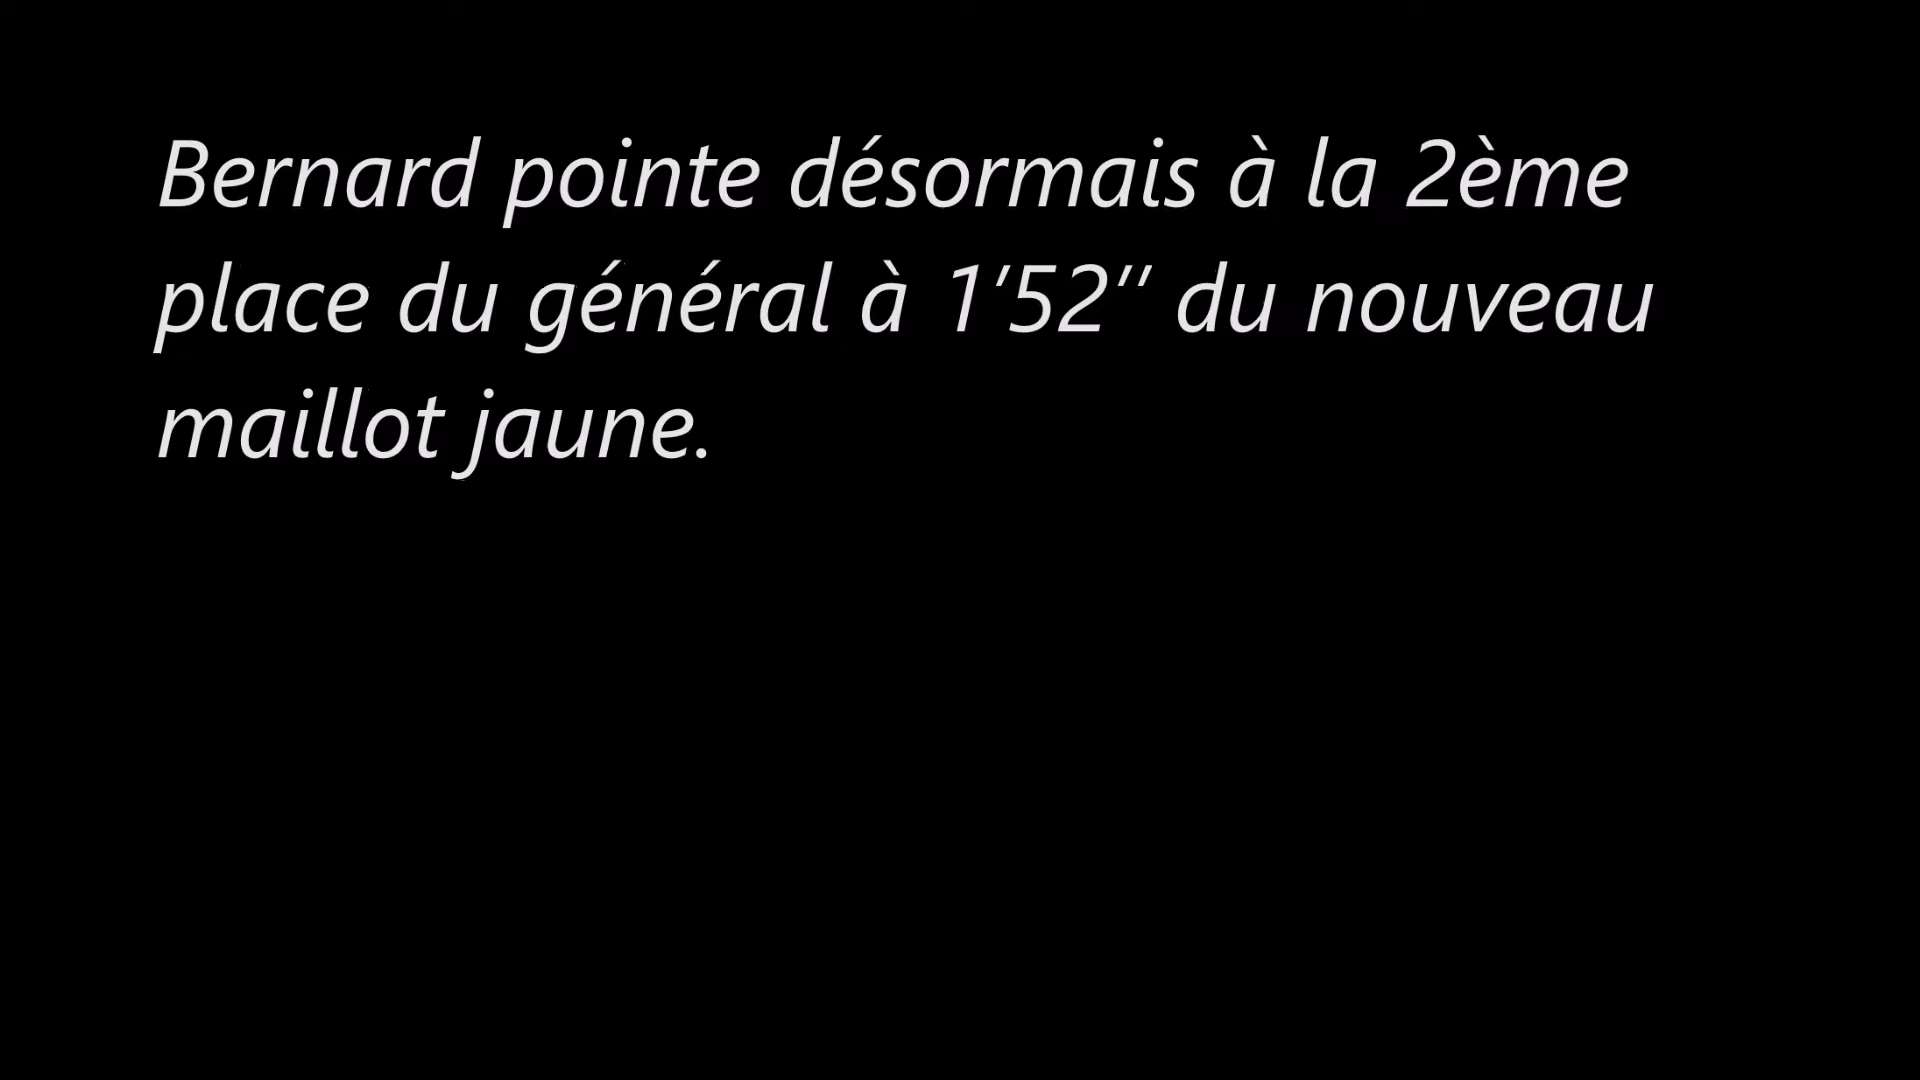 Bernard pointe désormais à la 2ème
place du général à 1’52’’ du nouveau
maillot jaune.